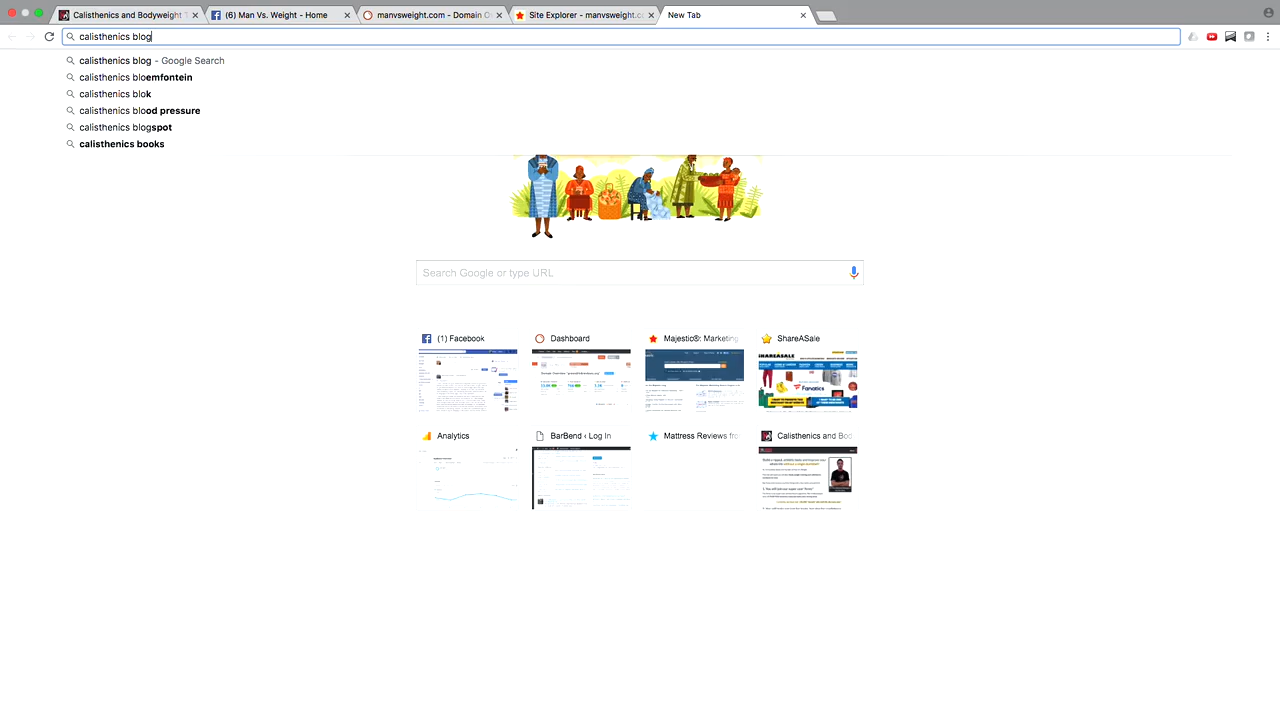 Calisthenics and Bodyweight T
(6) Man Vs. Weight - Home
manvsweight.com - Domain O
Site Explorer - manvsweight.c
New Tab
calisthenics blog
calisthenics blog - Google Search
calisthenics bloemfontein
calisthenics blok
calisthenics blood pressure
calisthenics blogspot
calisthenics books
Search Google or type URL
(1) Facebook
Dashboard
Majestic®: Marketing
ShareASale
Analytics
BarBend ‹ Log In
Mattress Reviews fro
Calisthenics and Bod
SHAREASALE
Fanatics